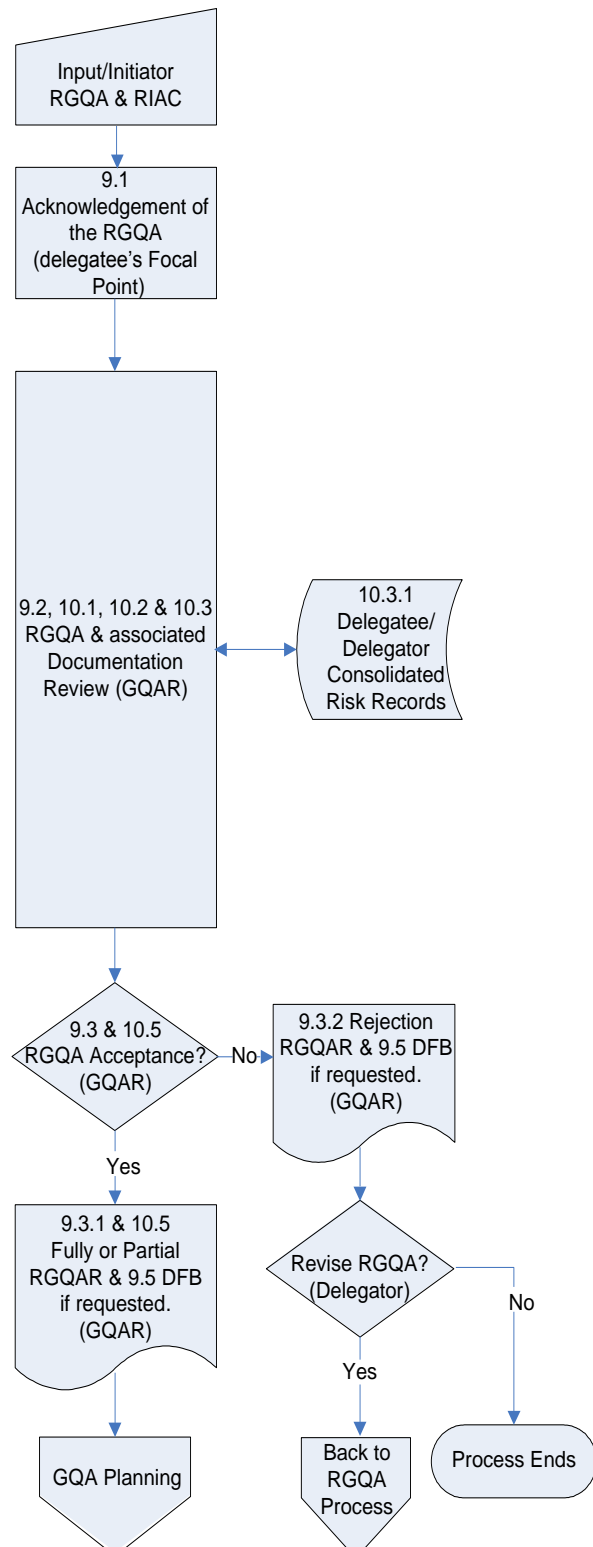 Input/Initiator
RGQA & RIAC
9.1
Acknowledgement of
the RGQA
(delegatee's Focal
Point)
9.2, 10.1, 10.2 & 10.3
RGQA & associated
Documentation
Review (GQAR)
10.3.1
Delegatee/
Delegator
Consolidated
Risk Records
9.3 & 10.5
RGQA Acceptance?
(GQAR)
No
9.3.2 Rejection
RGQAR & 9.5 DFB
if requested.
(GQAR)
Yes
9.3.1 & 10.5
Fully or Partial
RGQAR & 9.5 DFB
if requested.
(GQAR)
Revise RGQA?
(Delegator)
No
Yes
GQA Planning
Back to
RGQA
Process
Process Ends